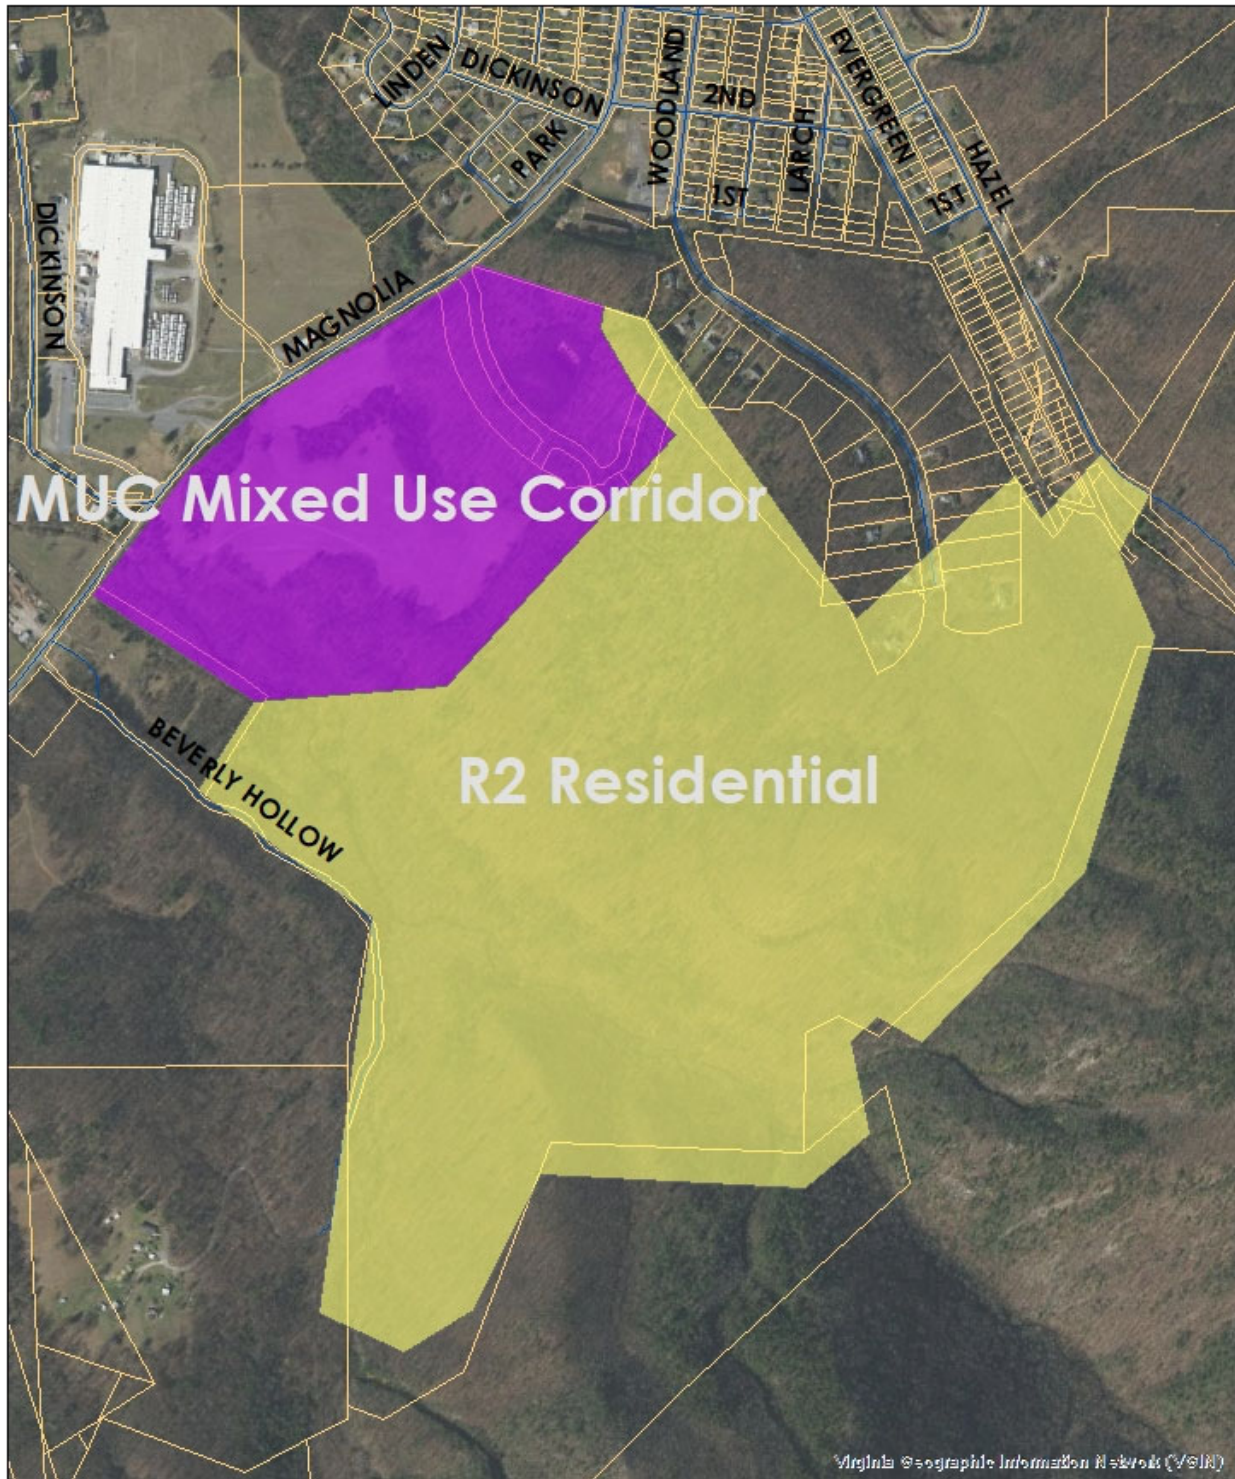 LINDEN
DICKINSON
PARK
WOODLAND
2ND
LARCH
1ST
EVERGREEN
1ST
HAZEL
DICKINSON
MAGNOLIA
MUC Mixed Use Corridor
R2 Residential
BEVERLY HOLLOW
Virginia Geographic Information Network (VGIN)